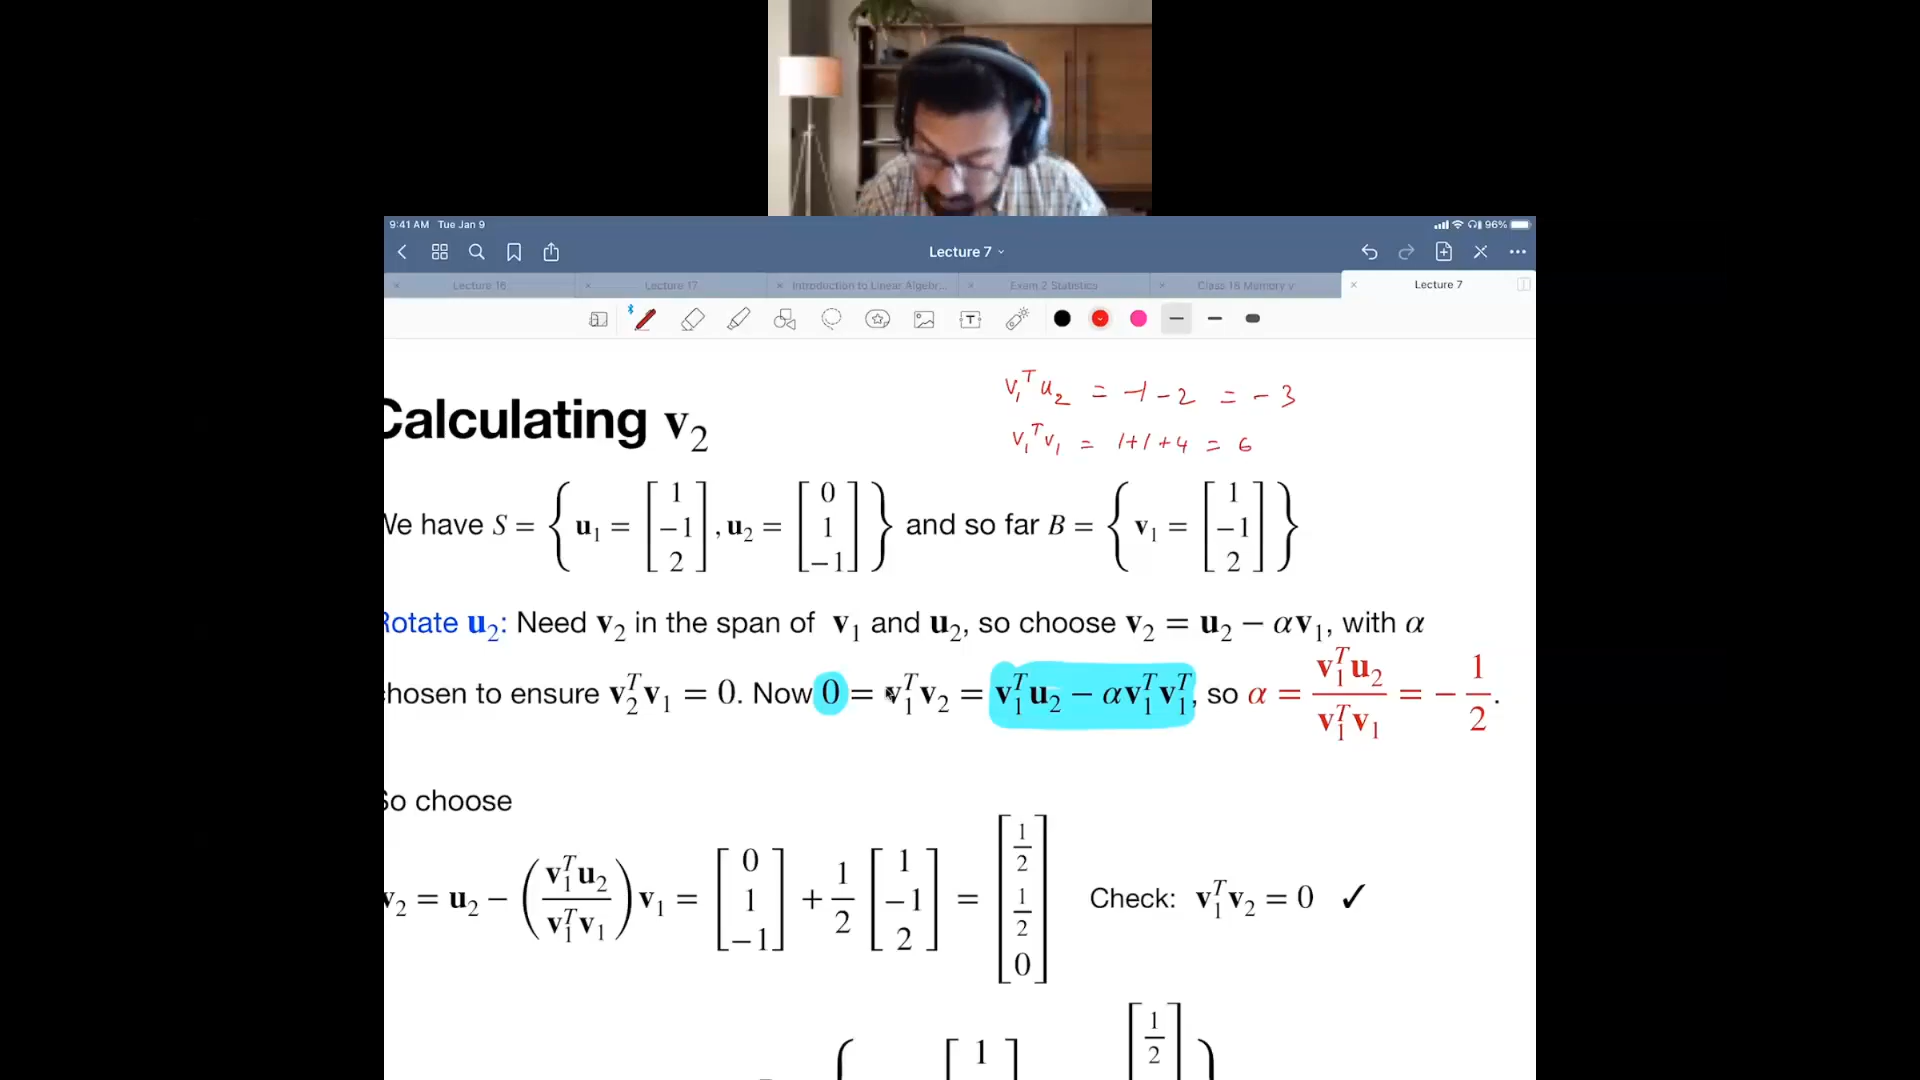 9:41 AM Tue Jan 9 96%
Lecture 7
Lecture 16 Lecture 17 Introduction to Linear Algebr... Exam 2 Statistics Class 18 Memory v Lecture 7
v₁ᵀu₂ = -1 - 2 = -3
v₁ᵀv₁ = 1+1+4 = 6
Calculating v₂
We have S = { u₁ = [1 −1 2], u₂ = [0 1 −1] } and so far B = { v₁ = [1 −1 2] }
Rotate u₂: Need v₂ in the span of v₁ and u₂, so choose v₂ = u₂ − αv₁, with α
chosen to ensure v₂ᵀv₁ = 0. Now 0 = v₁ᵀv₂ = v₁ᵀu₂ − αv₁ᵀv₁ᵀ, so α = v₁ᵀu₂ / v₁ᵀv₁ = −1/2.
So choose
v₂ = u₂ − (v₁ᵀu₂ / v₁ᵀv₁) v₁ = [0 1 −1] + 1/2 [1 −1 2] = [1/2 1/2 0] Check: v₁ᵀv₂ = 0 ✓
{ [1 [1/2 }